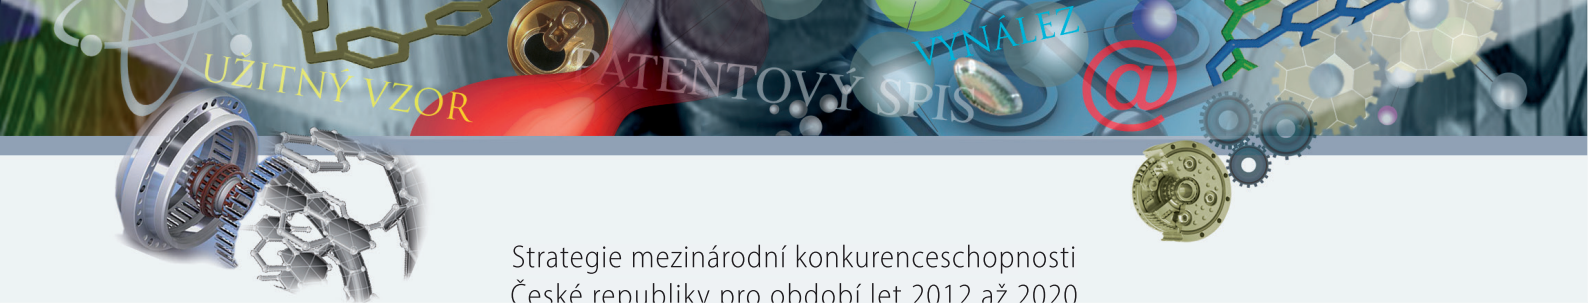 UŽITNÝ VZOR
PATENTOVÝ SPIS
VYNÁLEZ
@
Strategie mezinárodní konkurenceschopnosti
České republiky pro období let 2012 až 2020